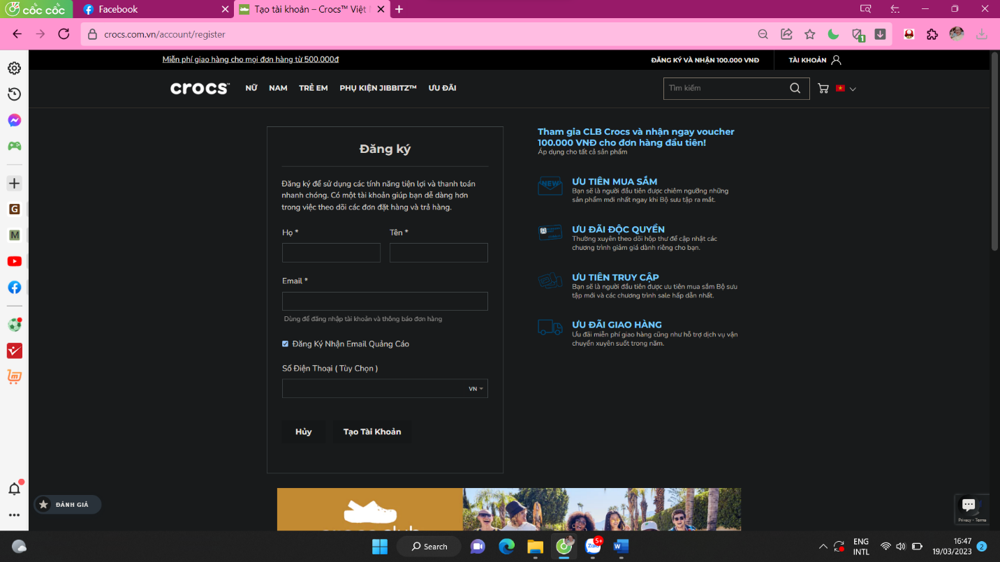 cốc cốc
Facebook
Tạo tài khoản – Crocs™ Việt
crocs.com.vn/account/register
1
Miễn phí giao hàng cho mọi đơn hàng từ 500.000đ
ĐĂNG KÝ VÀ NHẬN 100.000 VNĐ
TÀI KHOẢN
crocs™
NỮ
NAM
TRẺ EM
PHỤ KIỆN JIBBITZ™
ƯU ĐÃI
Tìm kiếm
Đăng ký
Đăng ký để sử dụng các tính năng tiện lợi và thanh toán
nhanh chóng. Có một tài khoản giúp bạn dễ dàng hơn
trong việc theo dõi các đơn đặt hàng và trả hàng.
Họ *
Tên *
Email *
Dùng để đăng nhập tài khoản và thông báo đơn hàng
Đăng Ký Nhận Email Quảng Cáo
Số Điện Thoại ( Tùy Chọn )
VN
Hủy
Tạo Tài Khoản
Tham gia CLB Crocs và nhận ngay voucher
100.000 VNĐ cho đơn hàng đầu tiên!
Áp dụng cho tất cả sản phẩm
NEW
ƯU TIÊN MUA SẮM
Bạn sẽ là người đầu tiên được chiêm ngưỡng những
sản phẩm mới nhất ngay khi Bộ sưu tập ra mắt.
ƯU ĐÃI ĐỘC QUYỀN
Thường xuyên theo dõi hộp thư để cập nhật các
chương trình giảm giá dành riêng cho bạn.
ƯU TIÊN TRUY CẬP
Bạn sẽ là người đầu tiên được ưu tiên mua sắm Bộ sưu
tập mới và các chương trình sale hấp dẫn nhất.
ƯU ĐÃI GIAO HÀNG
Ưu đãi miễn phí giao hàng cũng như hỗ trợ dịch vụ vận
chuyển xuyên suốt trong năm.
G
M
ĐÁNH GIÁ
crocs club
Privacy - Terms
Search
Zalo
5+
W
ENG
INTL
16:47
19/03/2023
2